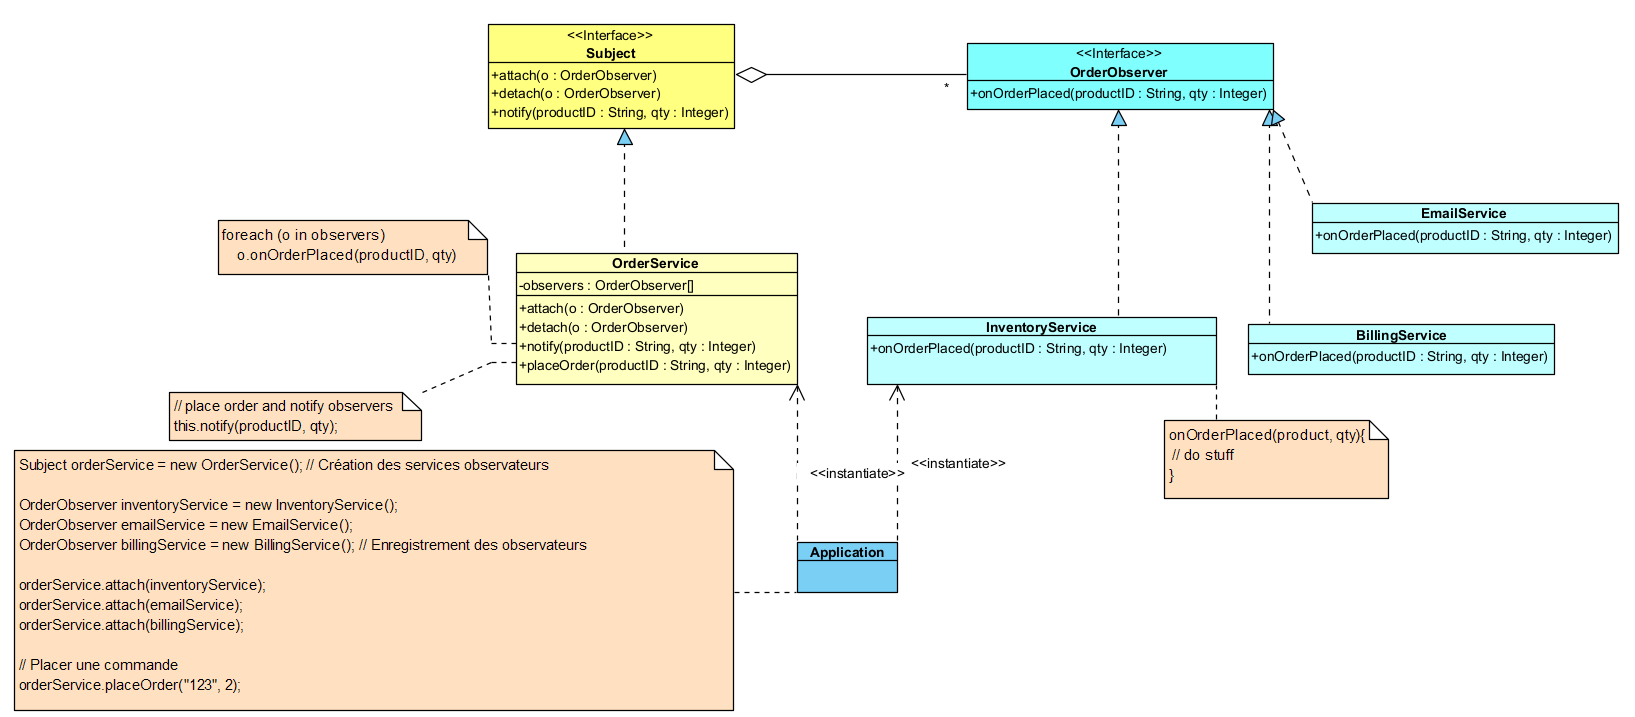 <<Interface>>
Subject
+attach(o : OrderObserver)
+detach(o : OrderObserver)
+notify(productID : String, qty : Integer)
<<Interface>>
OrderObserver
+onOrderPlaced(productID : String, qty : Integer)
*
EmailService
+onOrderPlaced(productID : String, qty : Integer)
foreach (o in observers)
o.onOrderPlaced(productID, qty)
OrderService
-observers : OrderObserver[]
+attach(o : OrderObserver)
+detach(o : OrderObserver)
+notify(productID : String, qty : Integer)
+placeOrder(productID : String, qty : Integer)
InventoryService
+onOrderPlaced(productID : String, qty : Integer)
BillingService
+onOrderPlaced(productID : String, qty : Integer)
// place order and notify observers
this.notify(productID, qty);
onOrderPlaced(product, qty){
// do stuff
}
<<instantiate>>
<<instantiate>>
Application
Subject orderService = new OrderService(); // Création des services observateurs
OrderObserver inventoryService = new InventoryService();
OrderObserver emailService = new EmailService();
OrderObserver billingService = new BillingService(); // Enregistrement des observateurs
orderService.attach(inventoryService);
orderService.attach(emailService);
orderService.attach(billingService);
// Placer une commande
orderService.placeOrder("123", 2);